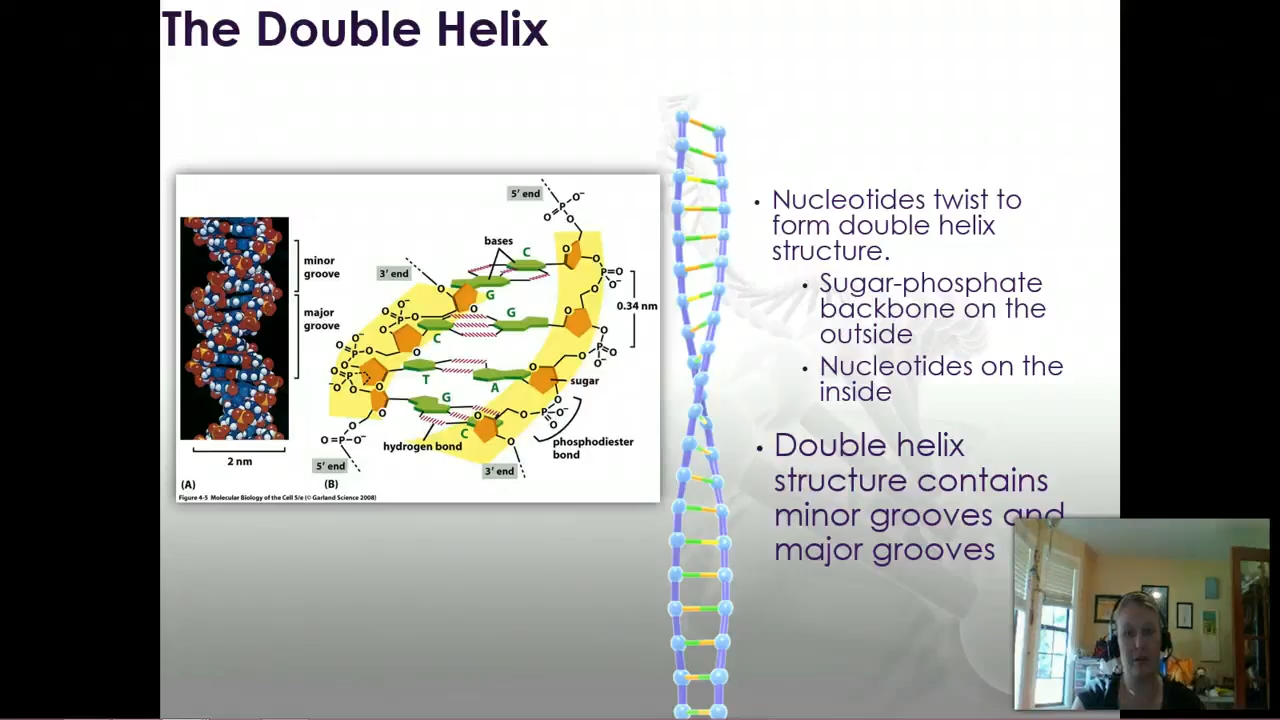 The Double Helix
5' end
bases
C
minor
groove
3' end
G
major
groove
0.34 nm
G
C
T
A
sugar
G
C
hydrogen bond
phosphodiester
bond
2 nm
5' end
3' end
(A)
(B)
Figure 4-5 Molecular Biology of the Cell 5/e (© Garland Science 2008)
O
P
O⁻
• Nucleotides twist to
form double helix
structure.
• Sugar-phosphate
backbone on the
outside
• Nucleotides on the
inside
• Double helix
structure contains
minor grooves and
major grooves